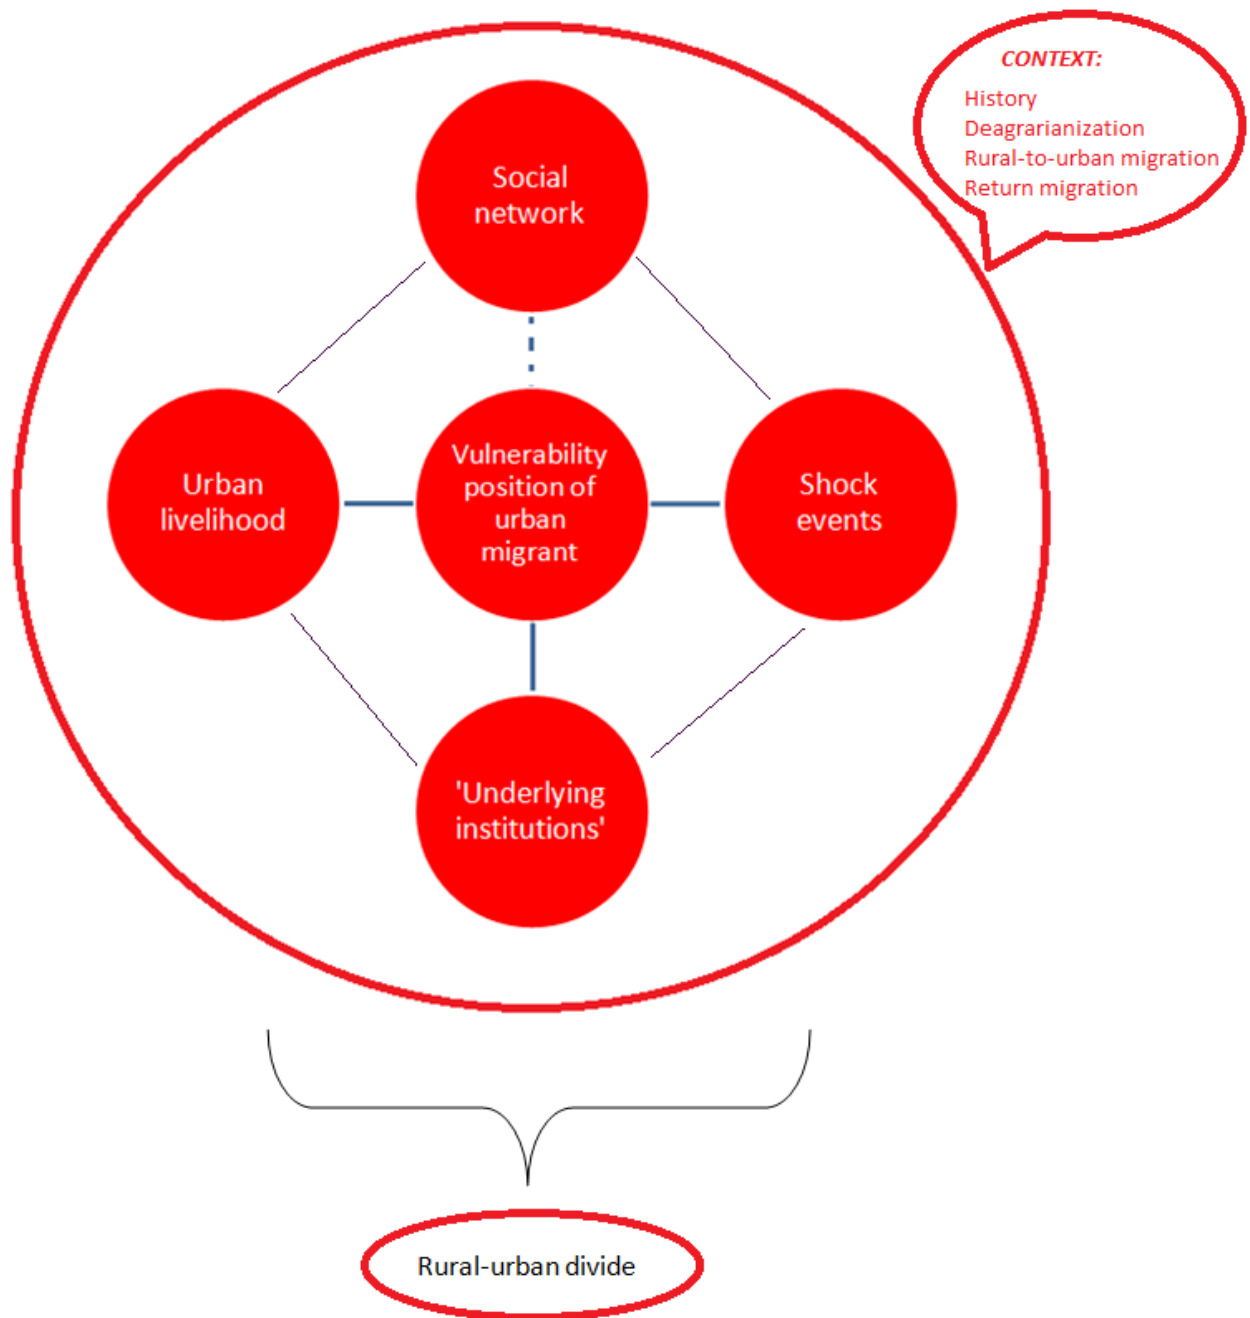 CONTEXT:
History
Deagrarianization
Rural-to-urban migration
Return migration
Social
network
Urban
livelihood
Vulnerability
position of
urban
migrant
Shock
events
'Underlying
institutions'
Rural-urban divide